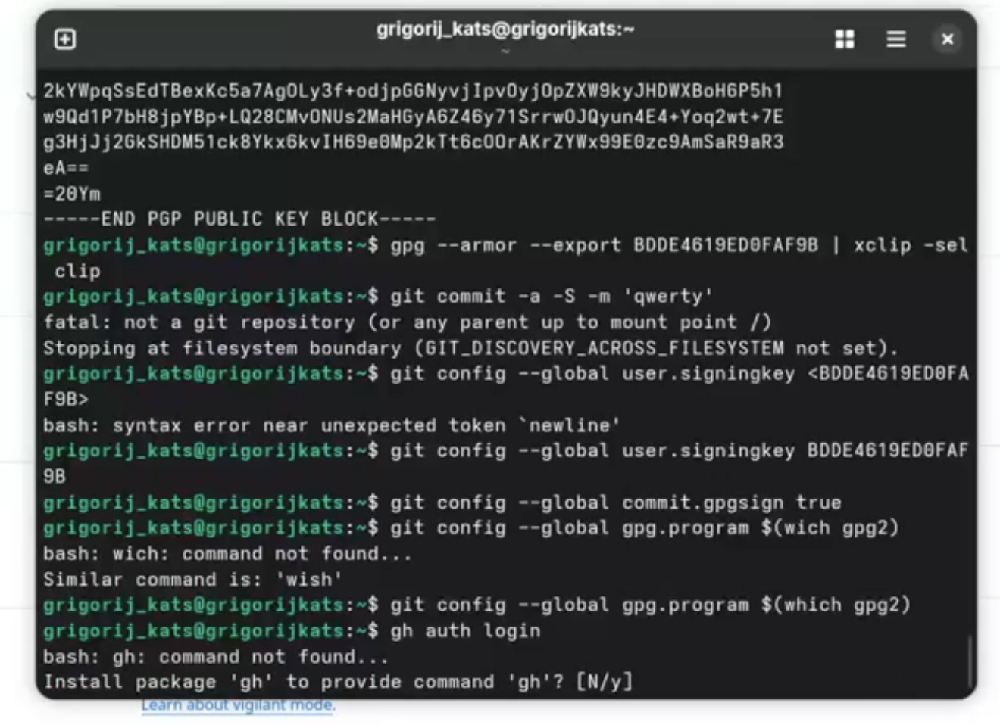 grigorij_kats@grigorijkats:~
~
2kYWpqSsEdTBexKc5a7AgOLy3f+odjpGGNyvjIpvOyjOpZXW9kyJHDWXBoH6P5h1
w9Qd1P7bH8jpYBp+LQ28CMvONUs2MaHGyA6Z46y71SrrwOJQyun4E4+Yoq2wt+7E
g3HjJj2GkSHDM51ck8Ykx6kvIH69e0Mp2kTt6cOOrAKrZYWx99E0zc9AmSaR9aR3
eA==
=20Ym
-----END PGP PUBLIC KEY BLOCK-----
grigorij_kats@grigorijkats:~$ gpg --armor --export BDDE4619ED0FAF9B | xclip -sel
 clip
grigorij_kats@grigorijkats:~$ git commit -a -S -m 'qwerty'
fatal: not a git repository (or any parent up to mount point /)
Stopping at filesystem boundary (GIT_DISCOVERY_ACROSS_FILESYSTEM not set).
grigorij_kats@grigorijkats:~$ git config --global user.signingkey <BDDE4619ED0FA
F9B>
bash: syntax error near unexpected token `newline'
grigorij_kats@grigorijkats:~$ git config --global user.signingkey BDDE4619ED0FAF
9B
grigorij_kats@grigorijkats:~$ git config --global commit.gpgsign true
grigorij_kats@grigorijkats:~$ git config --global gpg.program $(wich gpg2)
bash: wich: command not found...
Similar command is: 'wish'
grigorij_kats@grigorijkats:~$ git config --global gpg.program $(which gpg2)
grigorij_kats@grigorijkats:~$ gh auth login
bash: gh: command not found...
Install package 'gh' to provide command 'gh'? [N/y]
Learn about vigilant mode.